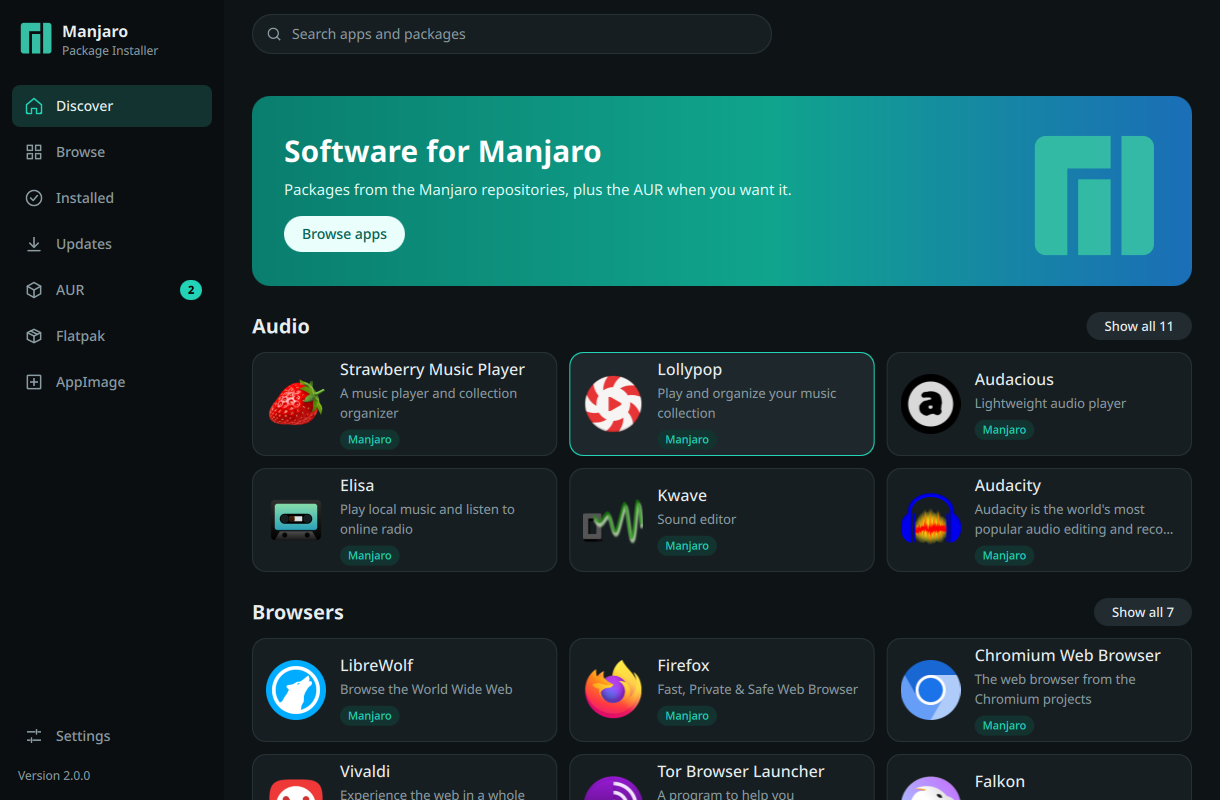 Manjaro
Package Installer
Search apps and packages
Discover
Browse
Installed
Updates
AUR
2
Flatpak
AppImage
Settings
Version 2.0.0
Software for Manjaro
Packages from the Manjaro repositories, plus the AUR when you want it.
Browse apps
Audio
Show all 11
Strawberry Music Player
A music player and collection
organizer
Manjaro
Lollypop
Play and organize your music
collection
Manjaro
Audacious
Lightweight audio player
Manjaro
Elisa
Play local music and listen to
online radio
Manjaro
Kwave
Sound editor
Manjaro
Audacity
Audacity is the world's most
popular audio editing and reco...
Manjaro
Browsers
Show all 7
LibreWolf
Browse the World Wide Web
Manjaro
Firefox
Fast, Private & Safe Web Browser
Manjaro
Chromium Web Browser
The web browser from the
Chromium projects
Manjaro
Vivaldi
Experience the web in a whole
Tor Browser Launcher
A program to help you
Falkon